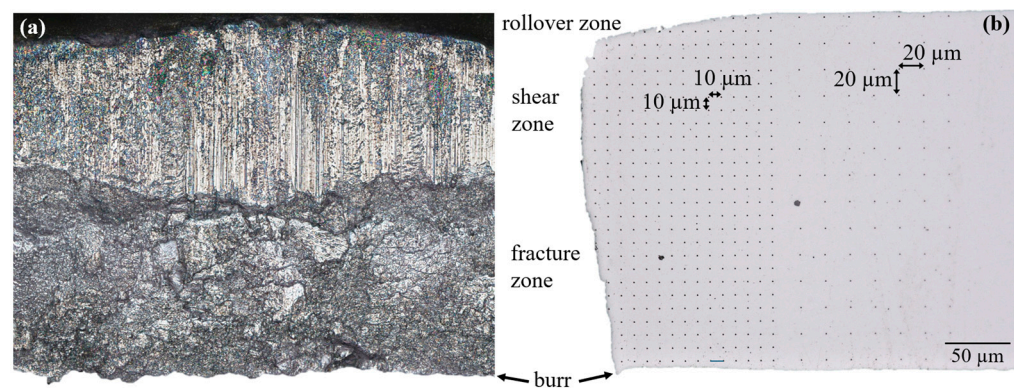 (a)
rollover zone
(b)
20 µm
10 µm
20 µm
10 µm
shear
zone
fracture
zone
50 µm
burr